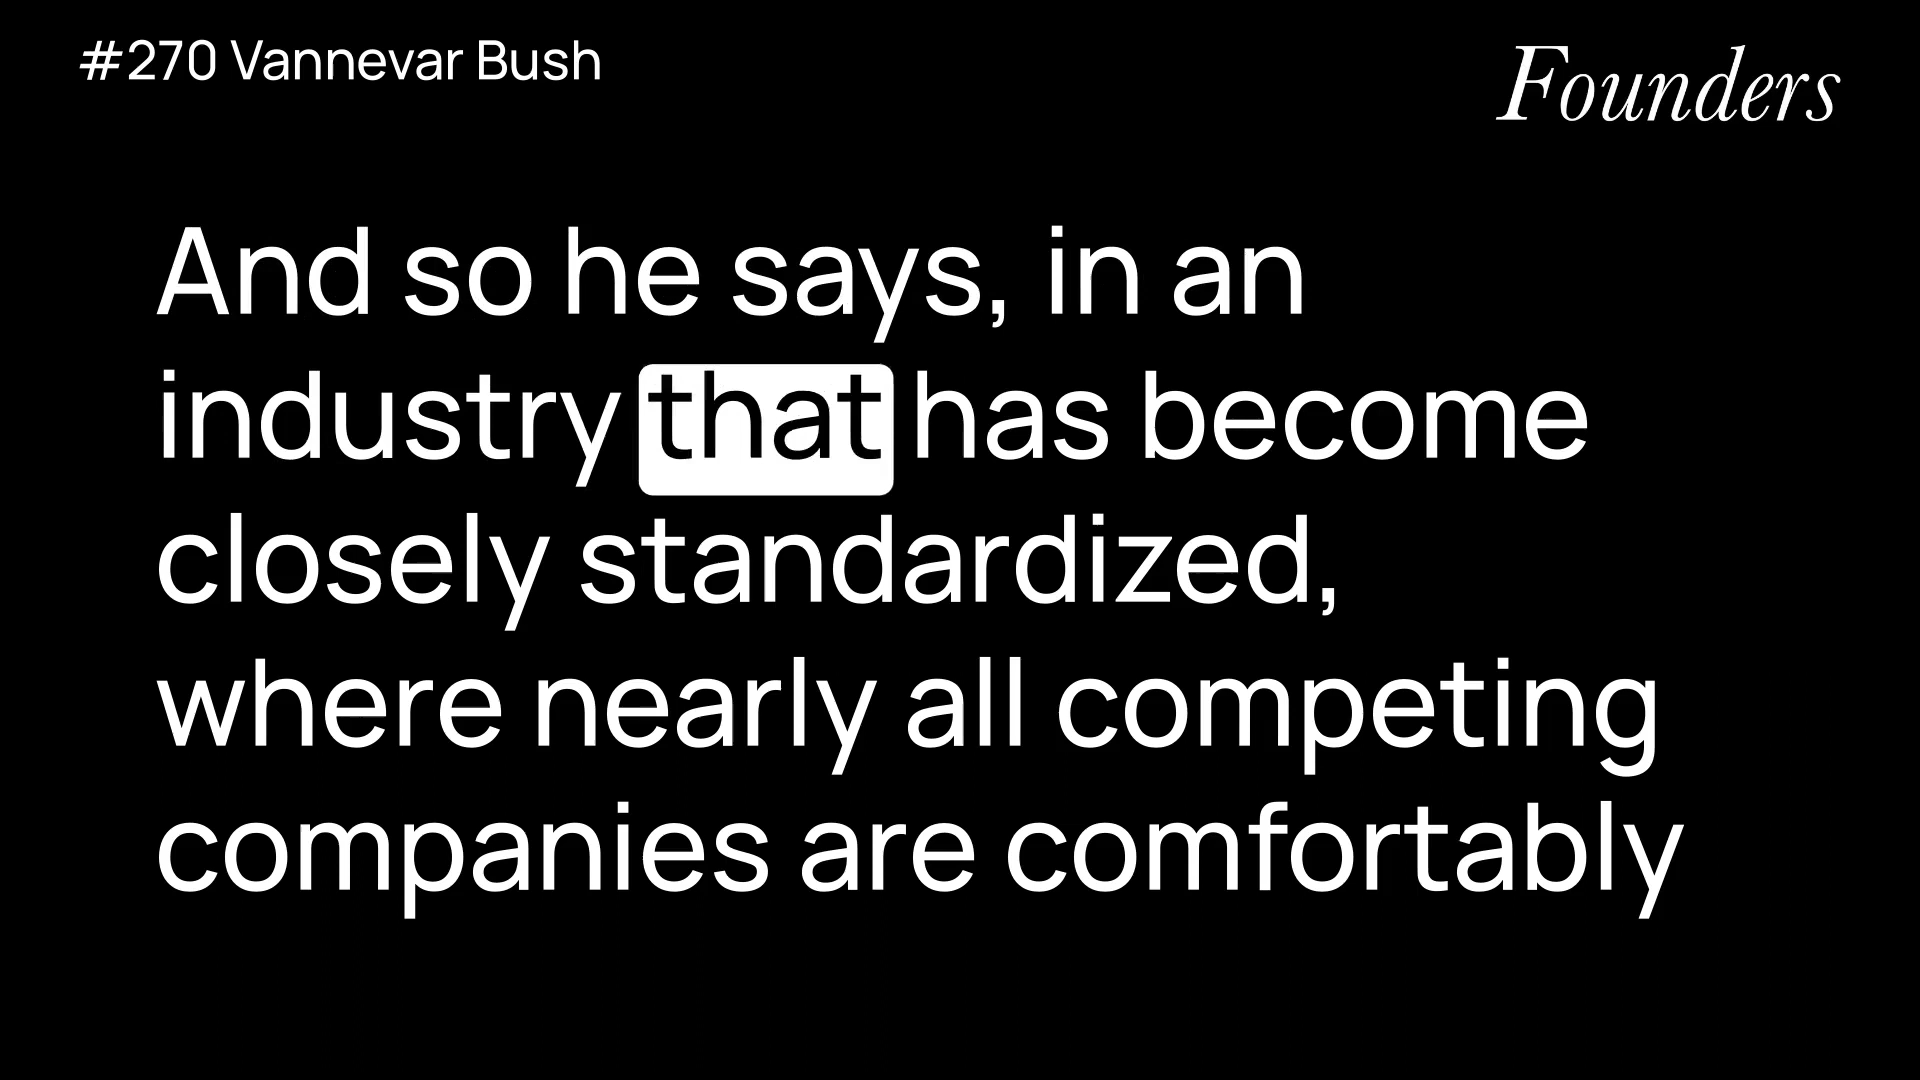 #270 Vannevar Bush
Founders
And so he says, in an
industry that has become
closely standardized,
where nearly all competing
companies are comfortably